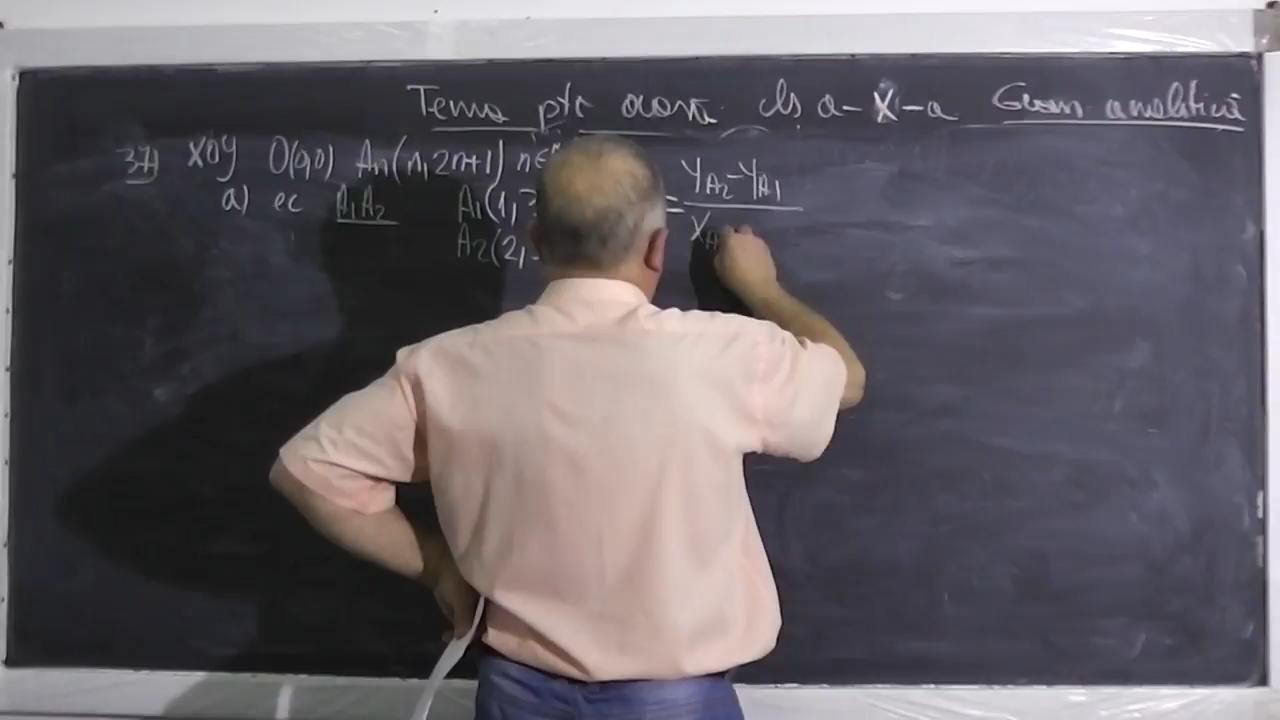 Tema pte acasă cls a-X-a Geom analitică
37) XOY O(0,0) An(n,2n+1) n∈
a) ec A1A2 A1(1,3 = YA2-YA1
A2(2, XA